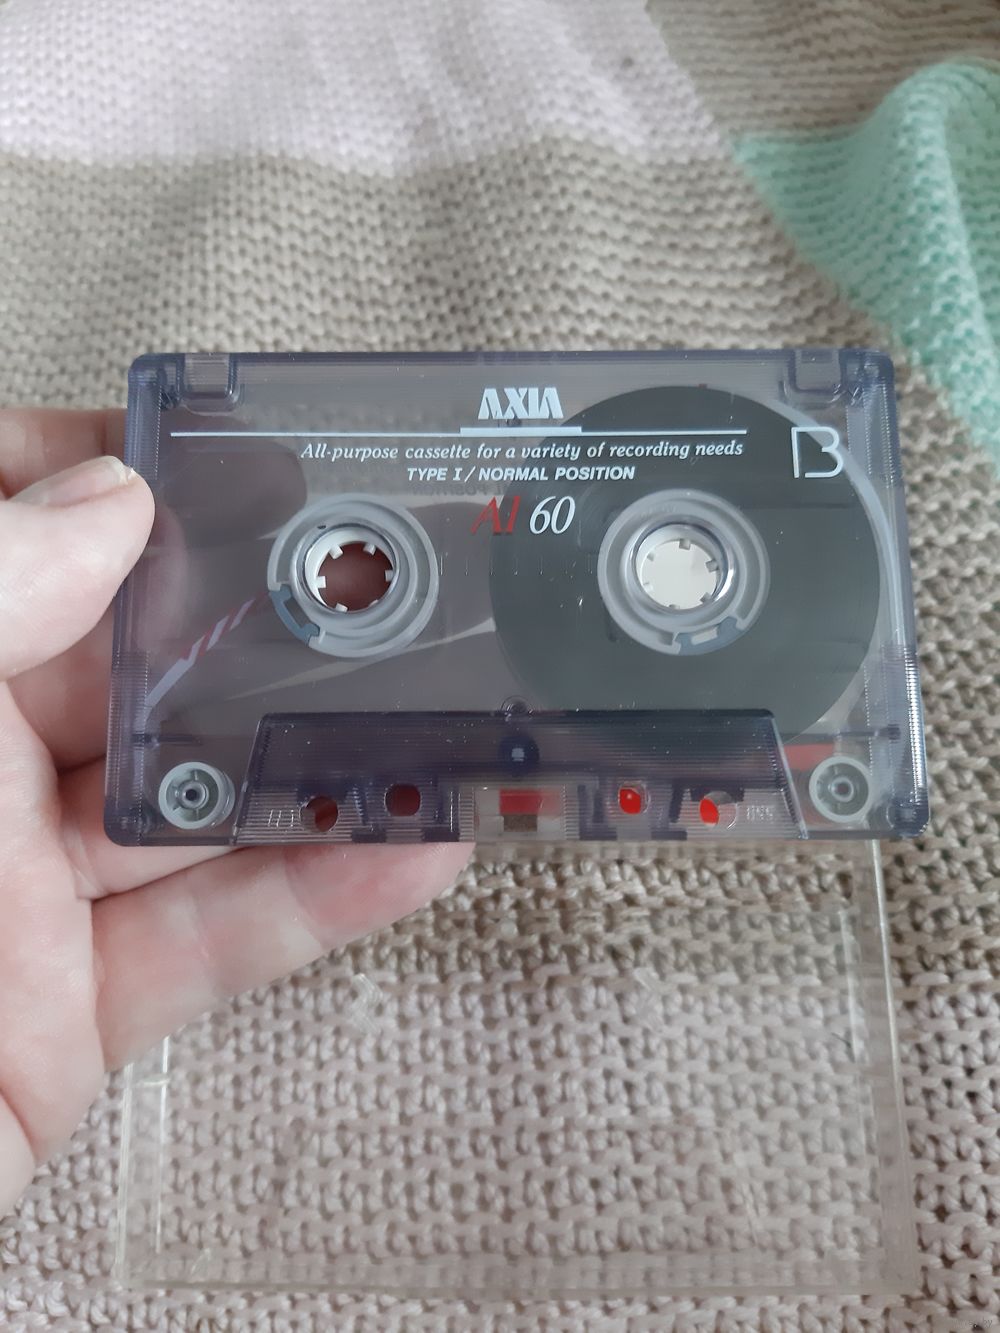 AXIA
All-purpose cassette for a variety of recording needs
B
TYPE I / NORMAL POSITION
AI 60